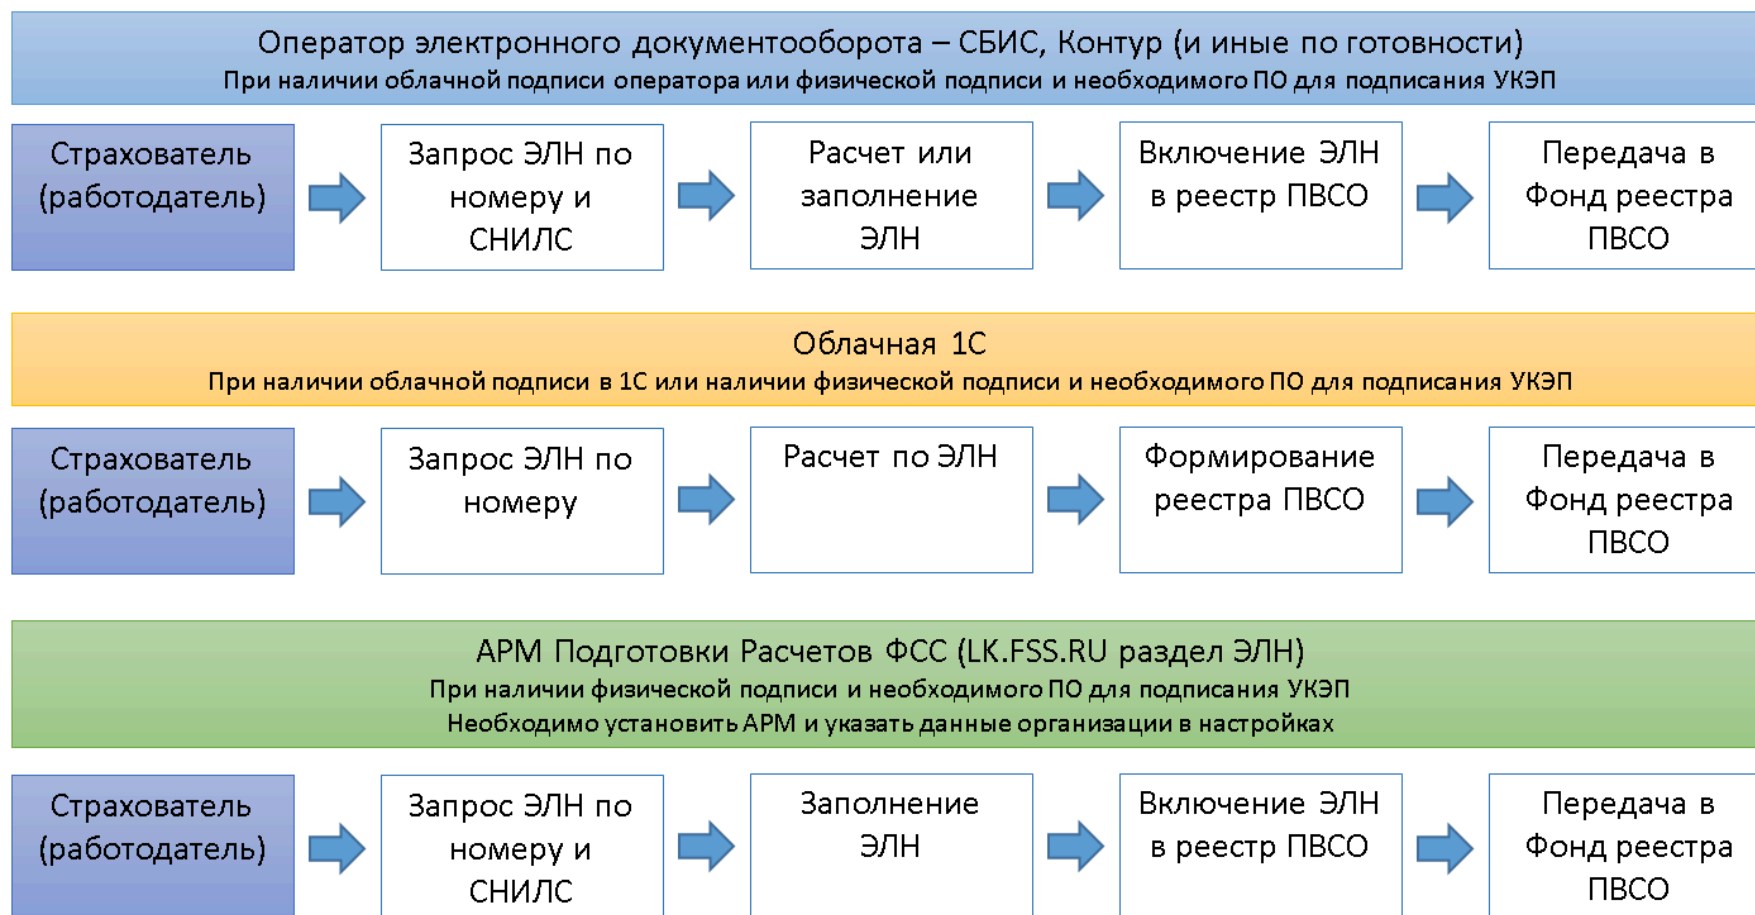 Оператор электронного документооборота – СБИС, Контур (и иные по готовности)
При наличии облачной подписи оператора или физической подписи и необходимого ПО для подписания УКЭП
Страхователь
(работодатель)
Запрос ЭЛН по
номеру и
СНИЛС
Расчет или
заполнение
ЭЛН
Включение ЭЛН
в реестр ПВСО
Передача в
Фонд реестра
ПВСО
Облачная 1С
При наличии облачной подписи в 1С или наличии физической подписи и необходимого ПО для подписания УКЭП
Страхователь
(работодатель)
Запрос ЭЛН по
номеру
Расчет по ЭЛН
Формирование
реестра ПВСО
Передача в
Фонд реестра
ПВСО
АРМ Подготовки Расчетов ФСС (LK.FSS.RU раздел ЭЛН)
При наличии физической подписи и необходимого ПО для подписания УКЭП
Необходимо установить АРМ и указать данные организации в настройках
Страхователь
(работодатель)
Запрос ЭЛН по
номеру и
СНИЛС
Заполнение
ЭЛН
Включение ЭЛН
в реестр ПВСО
Передача в
Фонд реестра
ПВСО